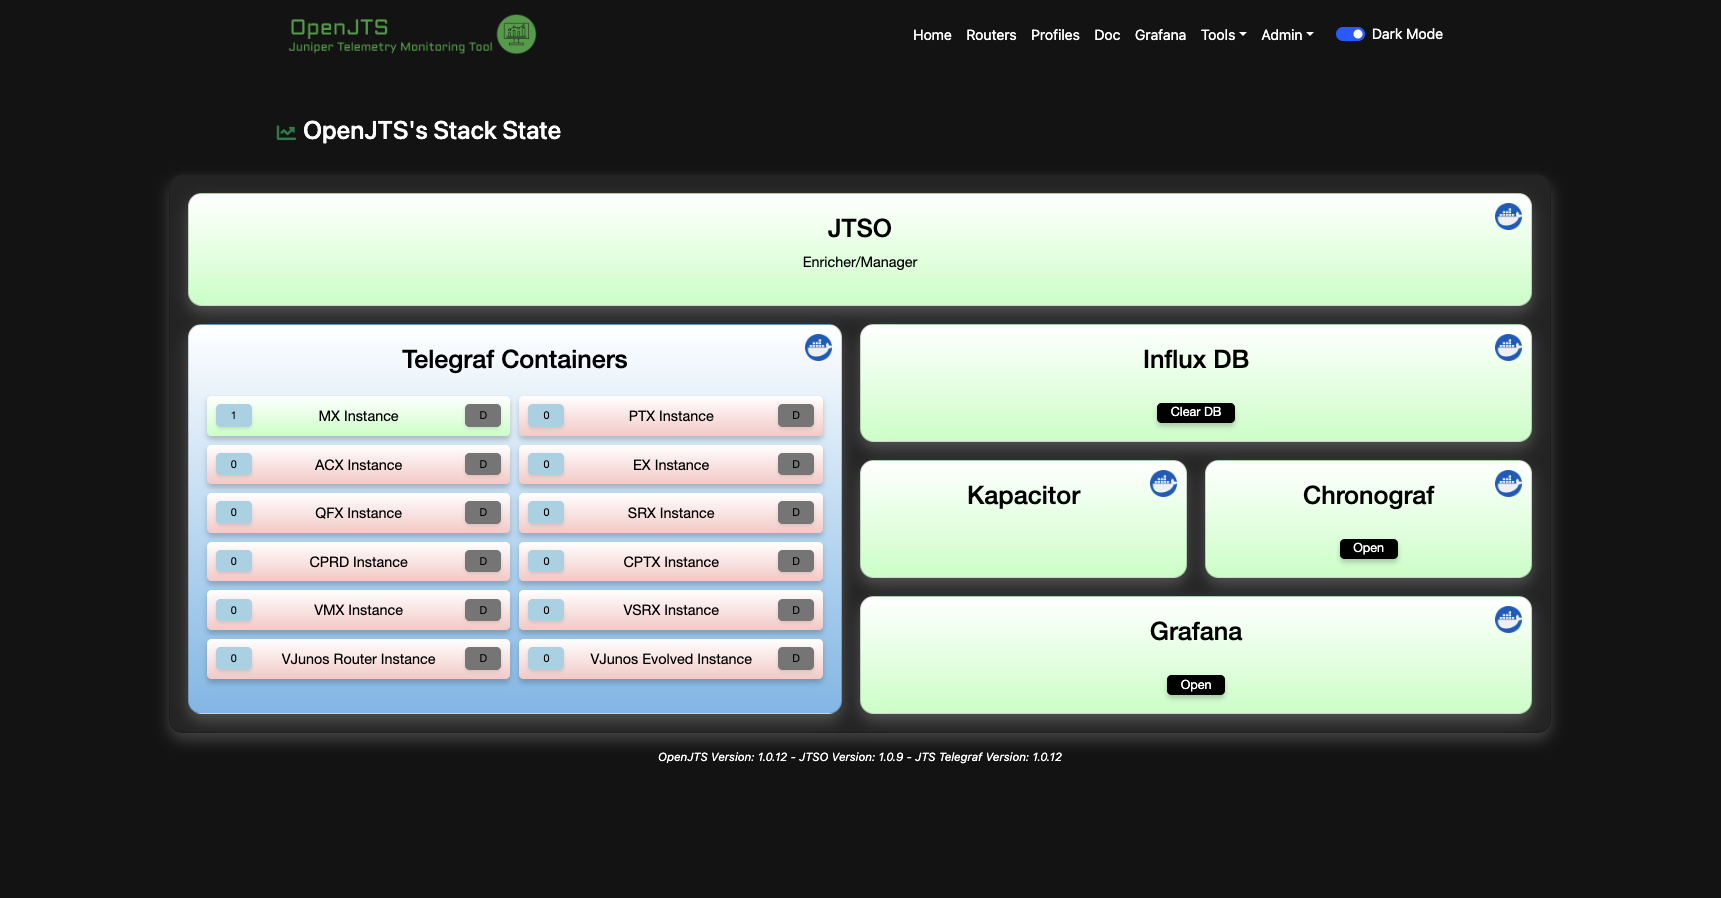 OpenJTS
Juniper Telemetry Monitoring Tool
Home Routers Profiles Doc Grafana Tools Admin Dark Mode
OpenJTS's Stack State
JTSO
Enricher/Manager
Telegraf Containers
1 MX Instance D
0 PTX Instance D
0 ACX Instance D
0 EX Instance D
0 QFX Instance D
0 SRX Instance D
0 CPRD Instance D
0 CPTX Instance D
0 VMX Instance D
0 VSRX Instance D
0 VJunos Router Instance D
0 VJunos Evolved Instance D
Influx DB
Clear DB
Kapacitor
Chronograf
Open
Grafana
Open
OpenJTS Version: 1.0.12 - JTSO Version: 1.0.9 - JTS Telegraf Version: 1.0.12